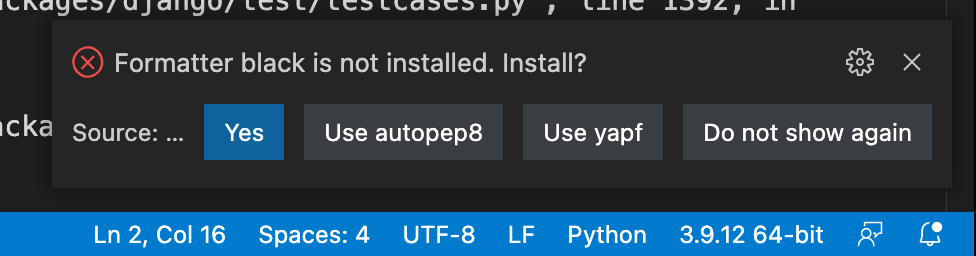 ackages/django/test/testcases.py", line 1392, in
Formatter black is not installed. Install?
acka
Source: ...
Yes
Use autopep8
Use yapf
Do not show again
Ln 2, Col 16
Spaces: 4
UTF-8
LF
Python
3.9.12 64-bit